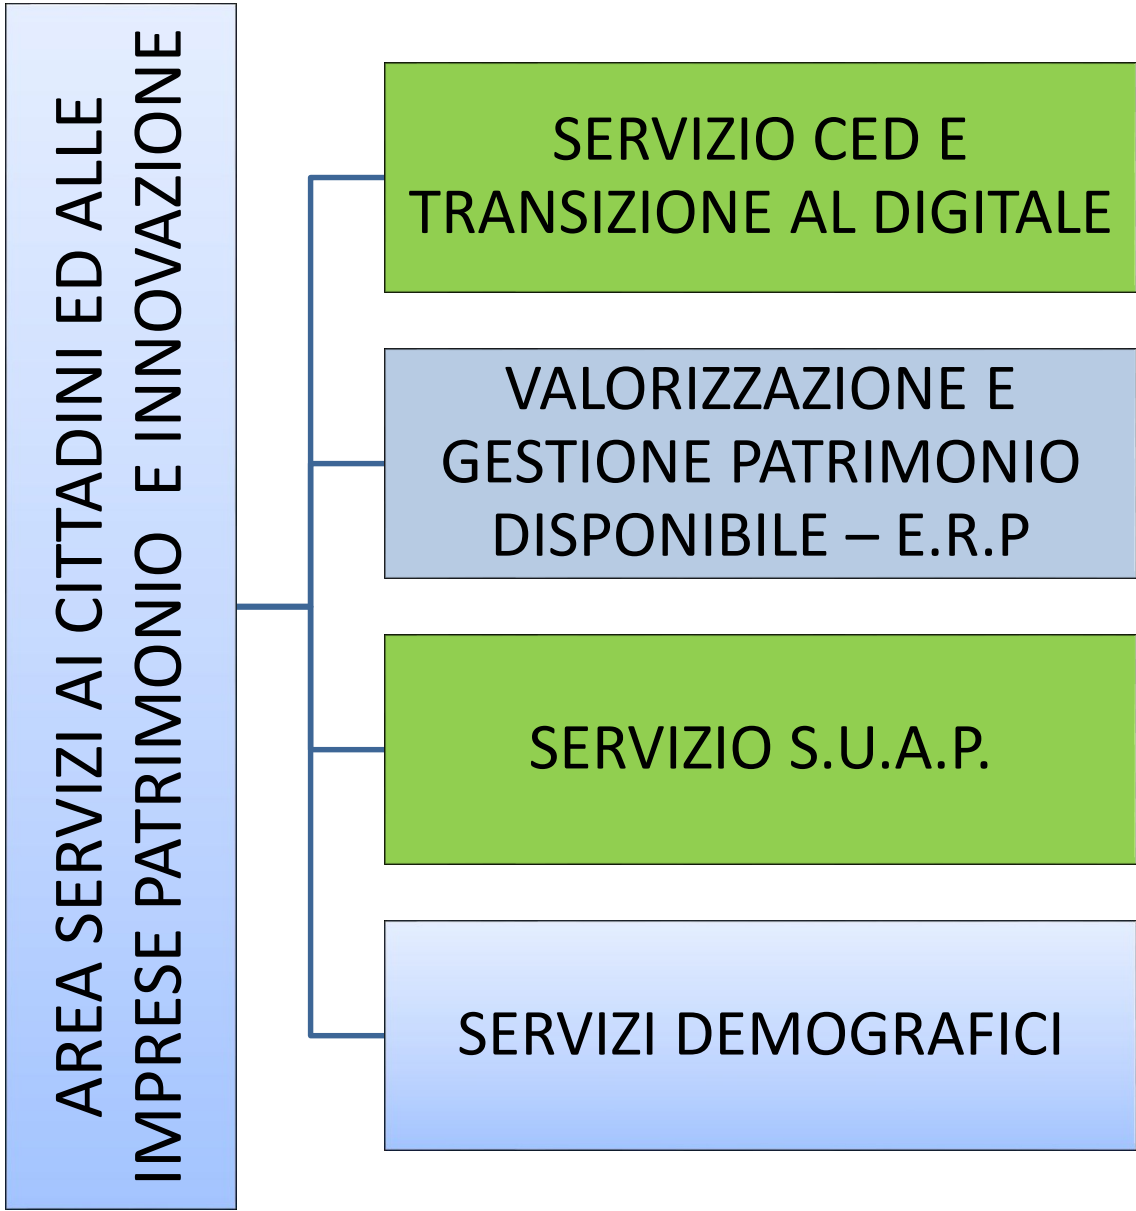 AREA SERVIZI AI CITTADINI ED ALLE
IMPRESE PATRIMONIO E INNOVAZIONE
SERVIZIO CED E
TRANSIZIONE AL DIGITALE
VALORIZZAZIONE E
GESTIONE PATRIMONIO
DISPONIBILE – E.R.P
SERVIZIO S.U.A.P.
SERVIZI DEMOGRAFICI